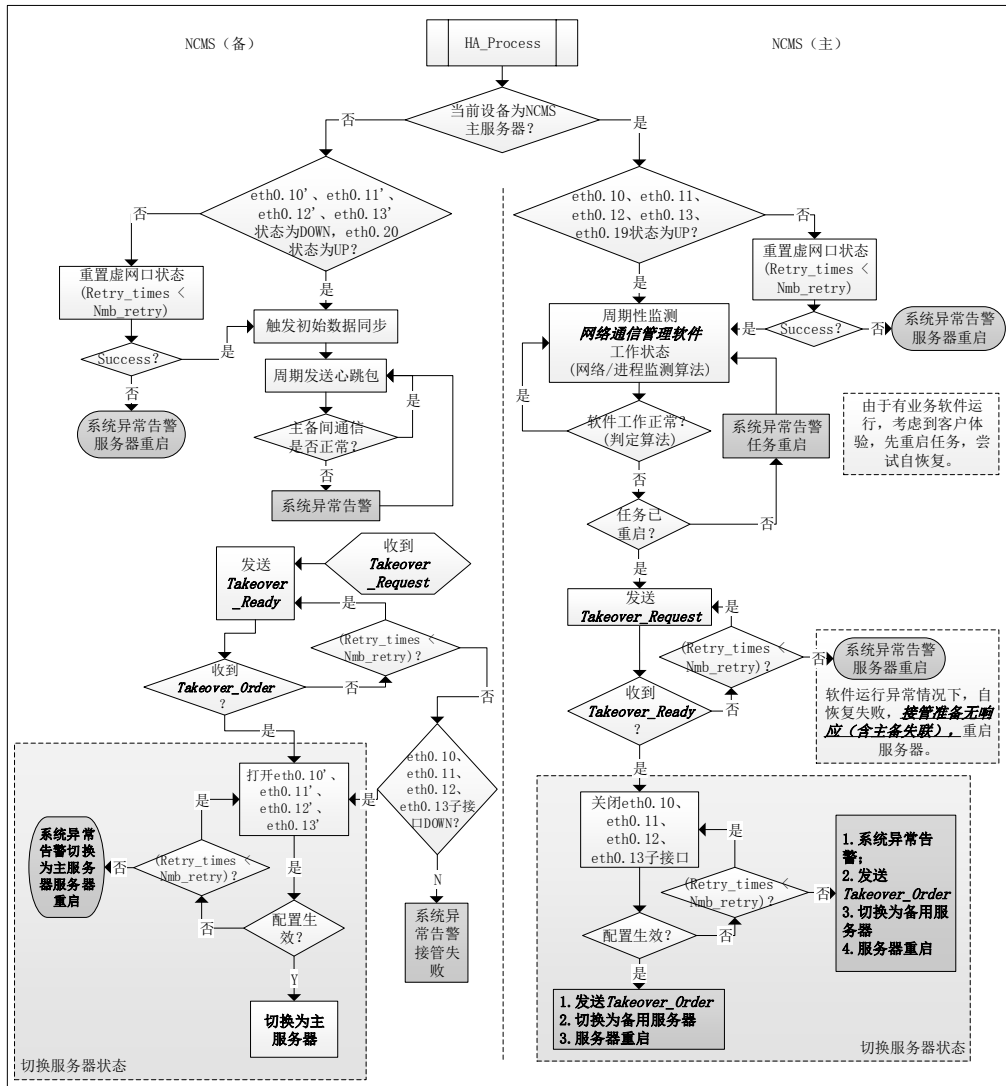 NCMS（备）
HA_Process
NCMS（主）
当前设备为NCMS
主服务器？
否
是
eth0.10'、eth0.11'、
eth0.12'、eth0.13'
状态为DOWN，eth0.20
状态为UP？
否
重置虚网口状态
(Retry_times <
Nmb_retry)
是
Success？
是
触发初始数据同步
否
系统异常告警
服务器重启
周期发送心跳包
是
主备间通信
是否正常？
否
系统异常告警
eth0.10、eth0.11、
eth0.12、eth0.13、
eth0.19状态为UP？
否
重置虚网口状态
(Retry_times <
Nmb_retry)
是
周期性监测
网络通信管理软件
工作状态
(网络/进程监测算法)
是
Success？
否
系统异常告警
服务器重启
是
软件工作正常？
(判定算法)
系统异常告警
任务重启
由于有业务软件运
行，考虑到客户体
验，先重启任务，尝
试自恢复。
否
任务已
重启？
否
是
收到
Takeover
_Request
发送
Takeover
_Ready
是
(Retry_times <
Nmb_retry)？
收到
Takeover_Order
？
否
否
是
发送
Takeover_Request
是
(Retry_times <
Nmb_retry)？
否
系统异常告警
服务器重启
软件运行异常情况下，自
恢复失败，接管准备无响
应（含主备失联），重启
服务器。
收到
Takeover_Ready
？
否
是
打开eth0.10'、
eth0.11'、
eth0.12'、
eth0.13'
是
eth0.10、
eth0.11、
eth0.12、
eth0.13子接
口DOWN？
是
系统异常
告警切换
为主服务
器服务器
重启
否
(Retry_times <
Nmb_retry)？
是
否
配置生
效？
N
系统异
常告警
接管失
败
Y
切换为主
服务器
切换服务器状态
关闭eth0.10、
eth0.11、
eth0.12、
eth0.13子接口
是
(Retry_times <
Nmb_retry)？
否
1.系统异常告
警；
2.发送
Takeover_Order
3.切换为备用服
务器
4.服务器重启
配置生效？
否
是
1.发送Takeover_Order
2.切换为备用服务器
3.服务器重启
切换服务器状态